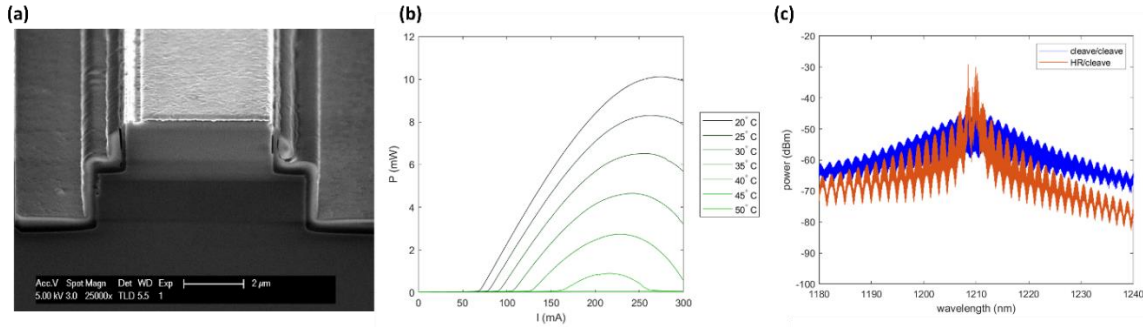 (a)
Acc.V Spot Magn Det WD Exp
5.00 kV 3.0 25000x TLD 5.5 1
2 μm
(b)
12
10
8
6
4
2
0
P (mW)
0 50 100 150 200 250 300
I (mA)
20° C
25° C
30° C
35° C
40° C
45° C
50° C
(c)
-20
-30
-40
-50
-60
-70
-80
-90
-100
power (dBm)
1180 1190 1200 1210 1220 1230 1240
wavelength (nm)
cleave/cleave
HR/cleave